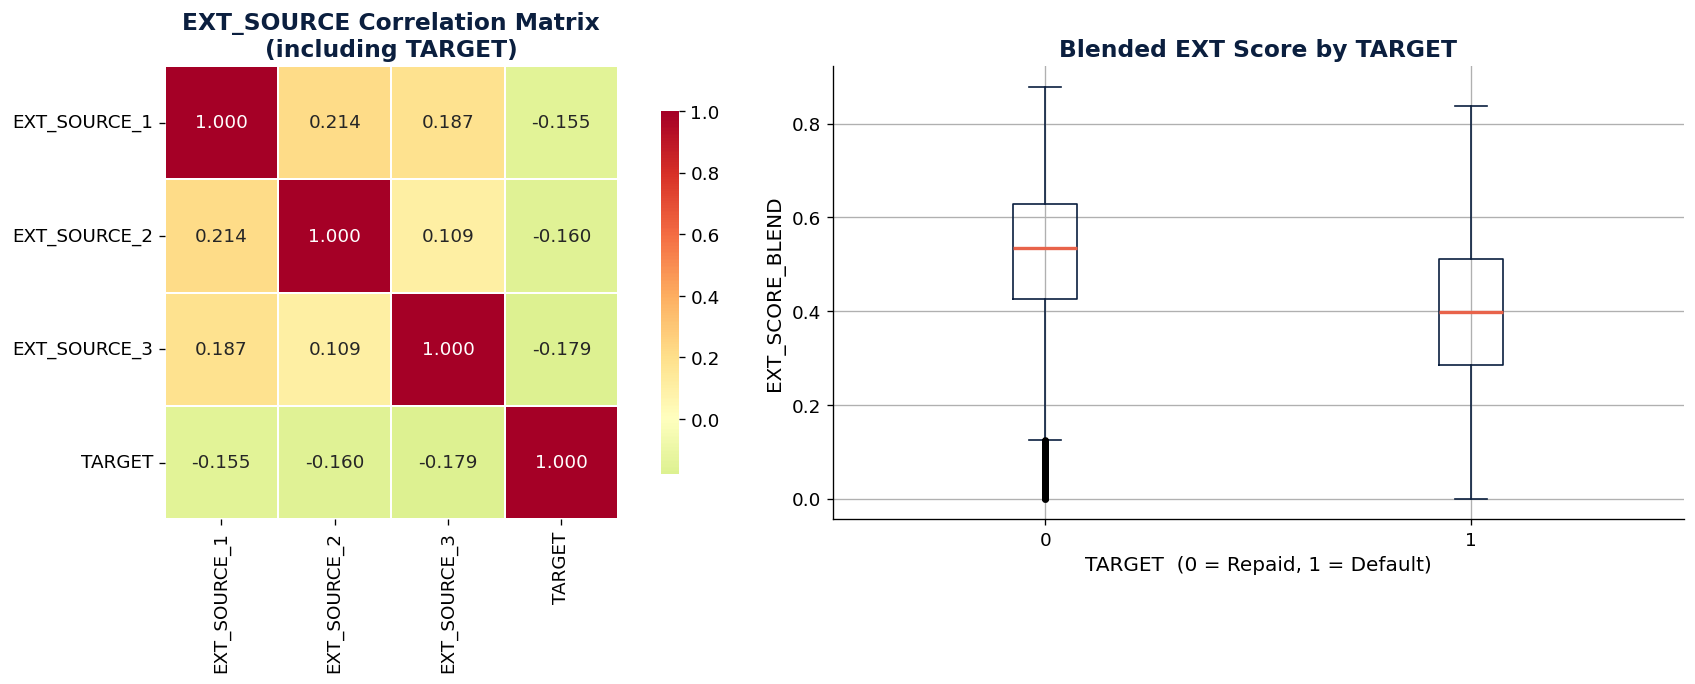 EXT_SOURCE Correlation Matrix
(including TARGET)
EXT_SOURCE_1
1.000
0.214
0.187
-0.155
EXT_SOURCE_2
0.214
1.000
0.109
-0.160
EXT_SOURCE_3
0.187
0.109
1.000
-0.179
TARGET
-0.155
-0.160
-0.179
1.000
EXT_SOURCE_1
EXT_SOURCE_2
EXT_SOURCE_3
TARGET
1.0
0.8
0.6
0.4
0.2
0.0
Blended EXT Score by TARGET
EXT_SCORE_BLEND
0.8
0.6
0.4
0.2
0.0
0
1
TARGET  (0 = Repaid, 1 = Default)